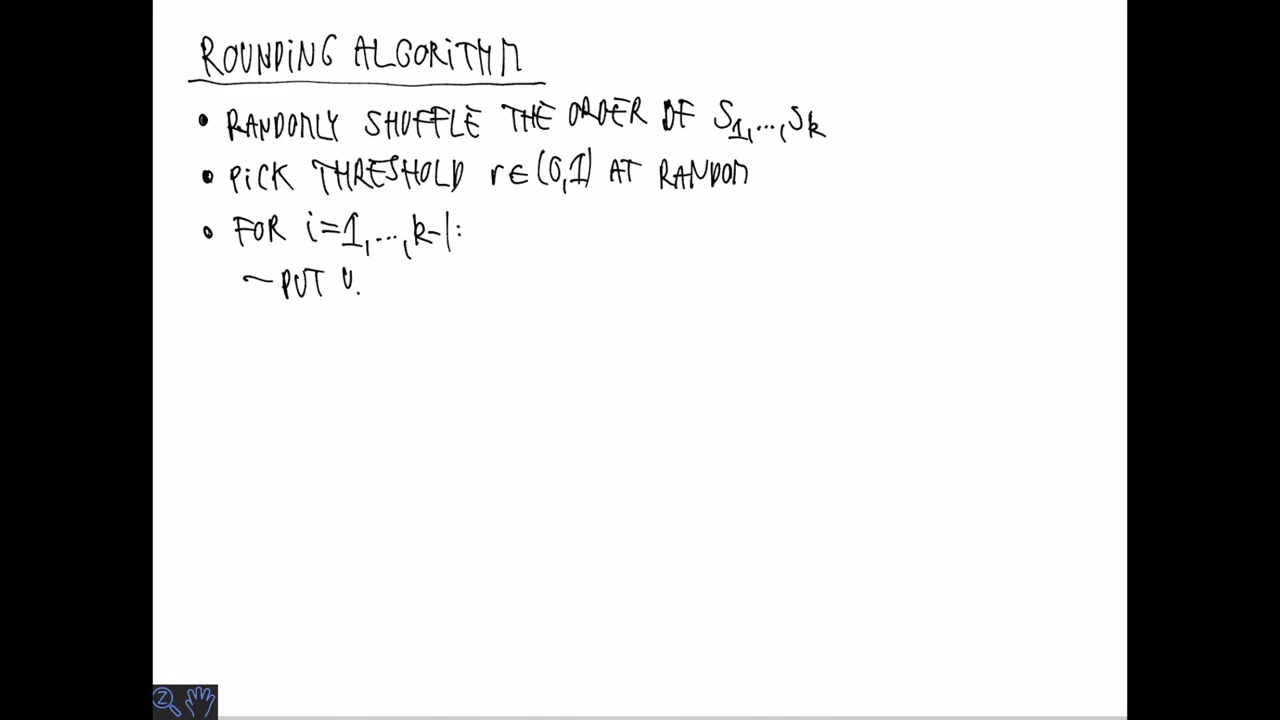 ROUNDING ALGORITHM
• RANDOMLY SHUFFLE THE ORDER OF S1,...,Sk
• PICK THRESHOLD r∈(0,1) AT RANDOM
• FOR i=1,...,k-1:
~PUT
Z